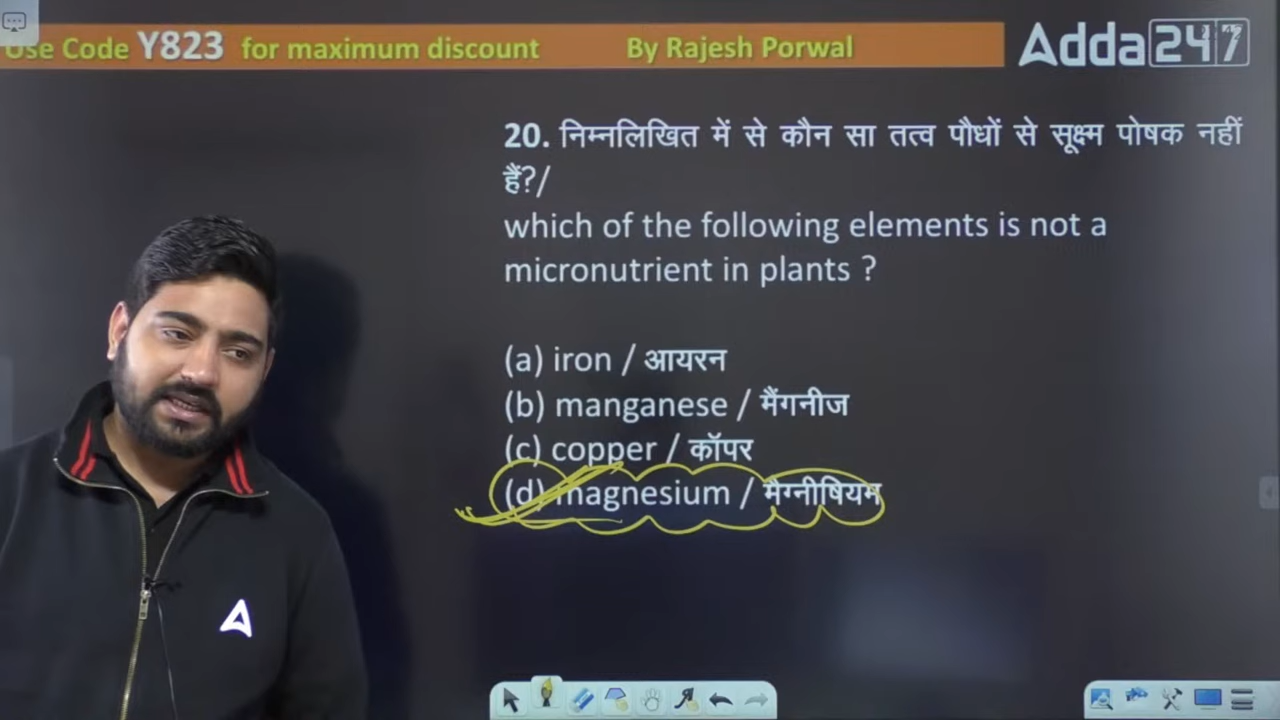 Use Code Y823 for maximum discount By Rajesh Porwal Adda247
20. निम्नलिखित में से कौन सा तत्व पौधों से सूक्ष्म पोषक नहीं
हैं?/
which of the following elements is not a
micronutrient in plants ?
(a) iron / आयरन
(b) manganese / मैंगनीज
(c) copper / कॉपर
(d) magnesium / मैग्नीषियम